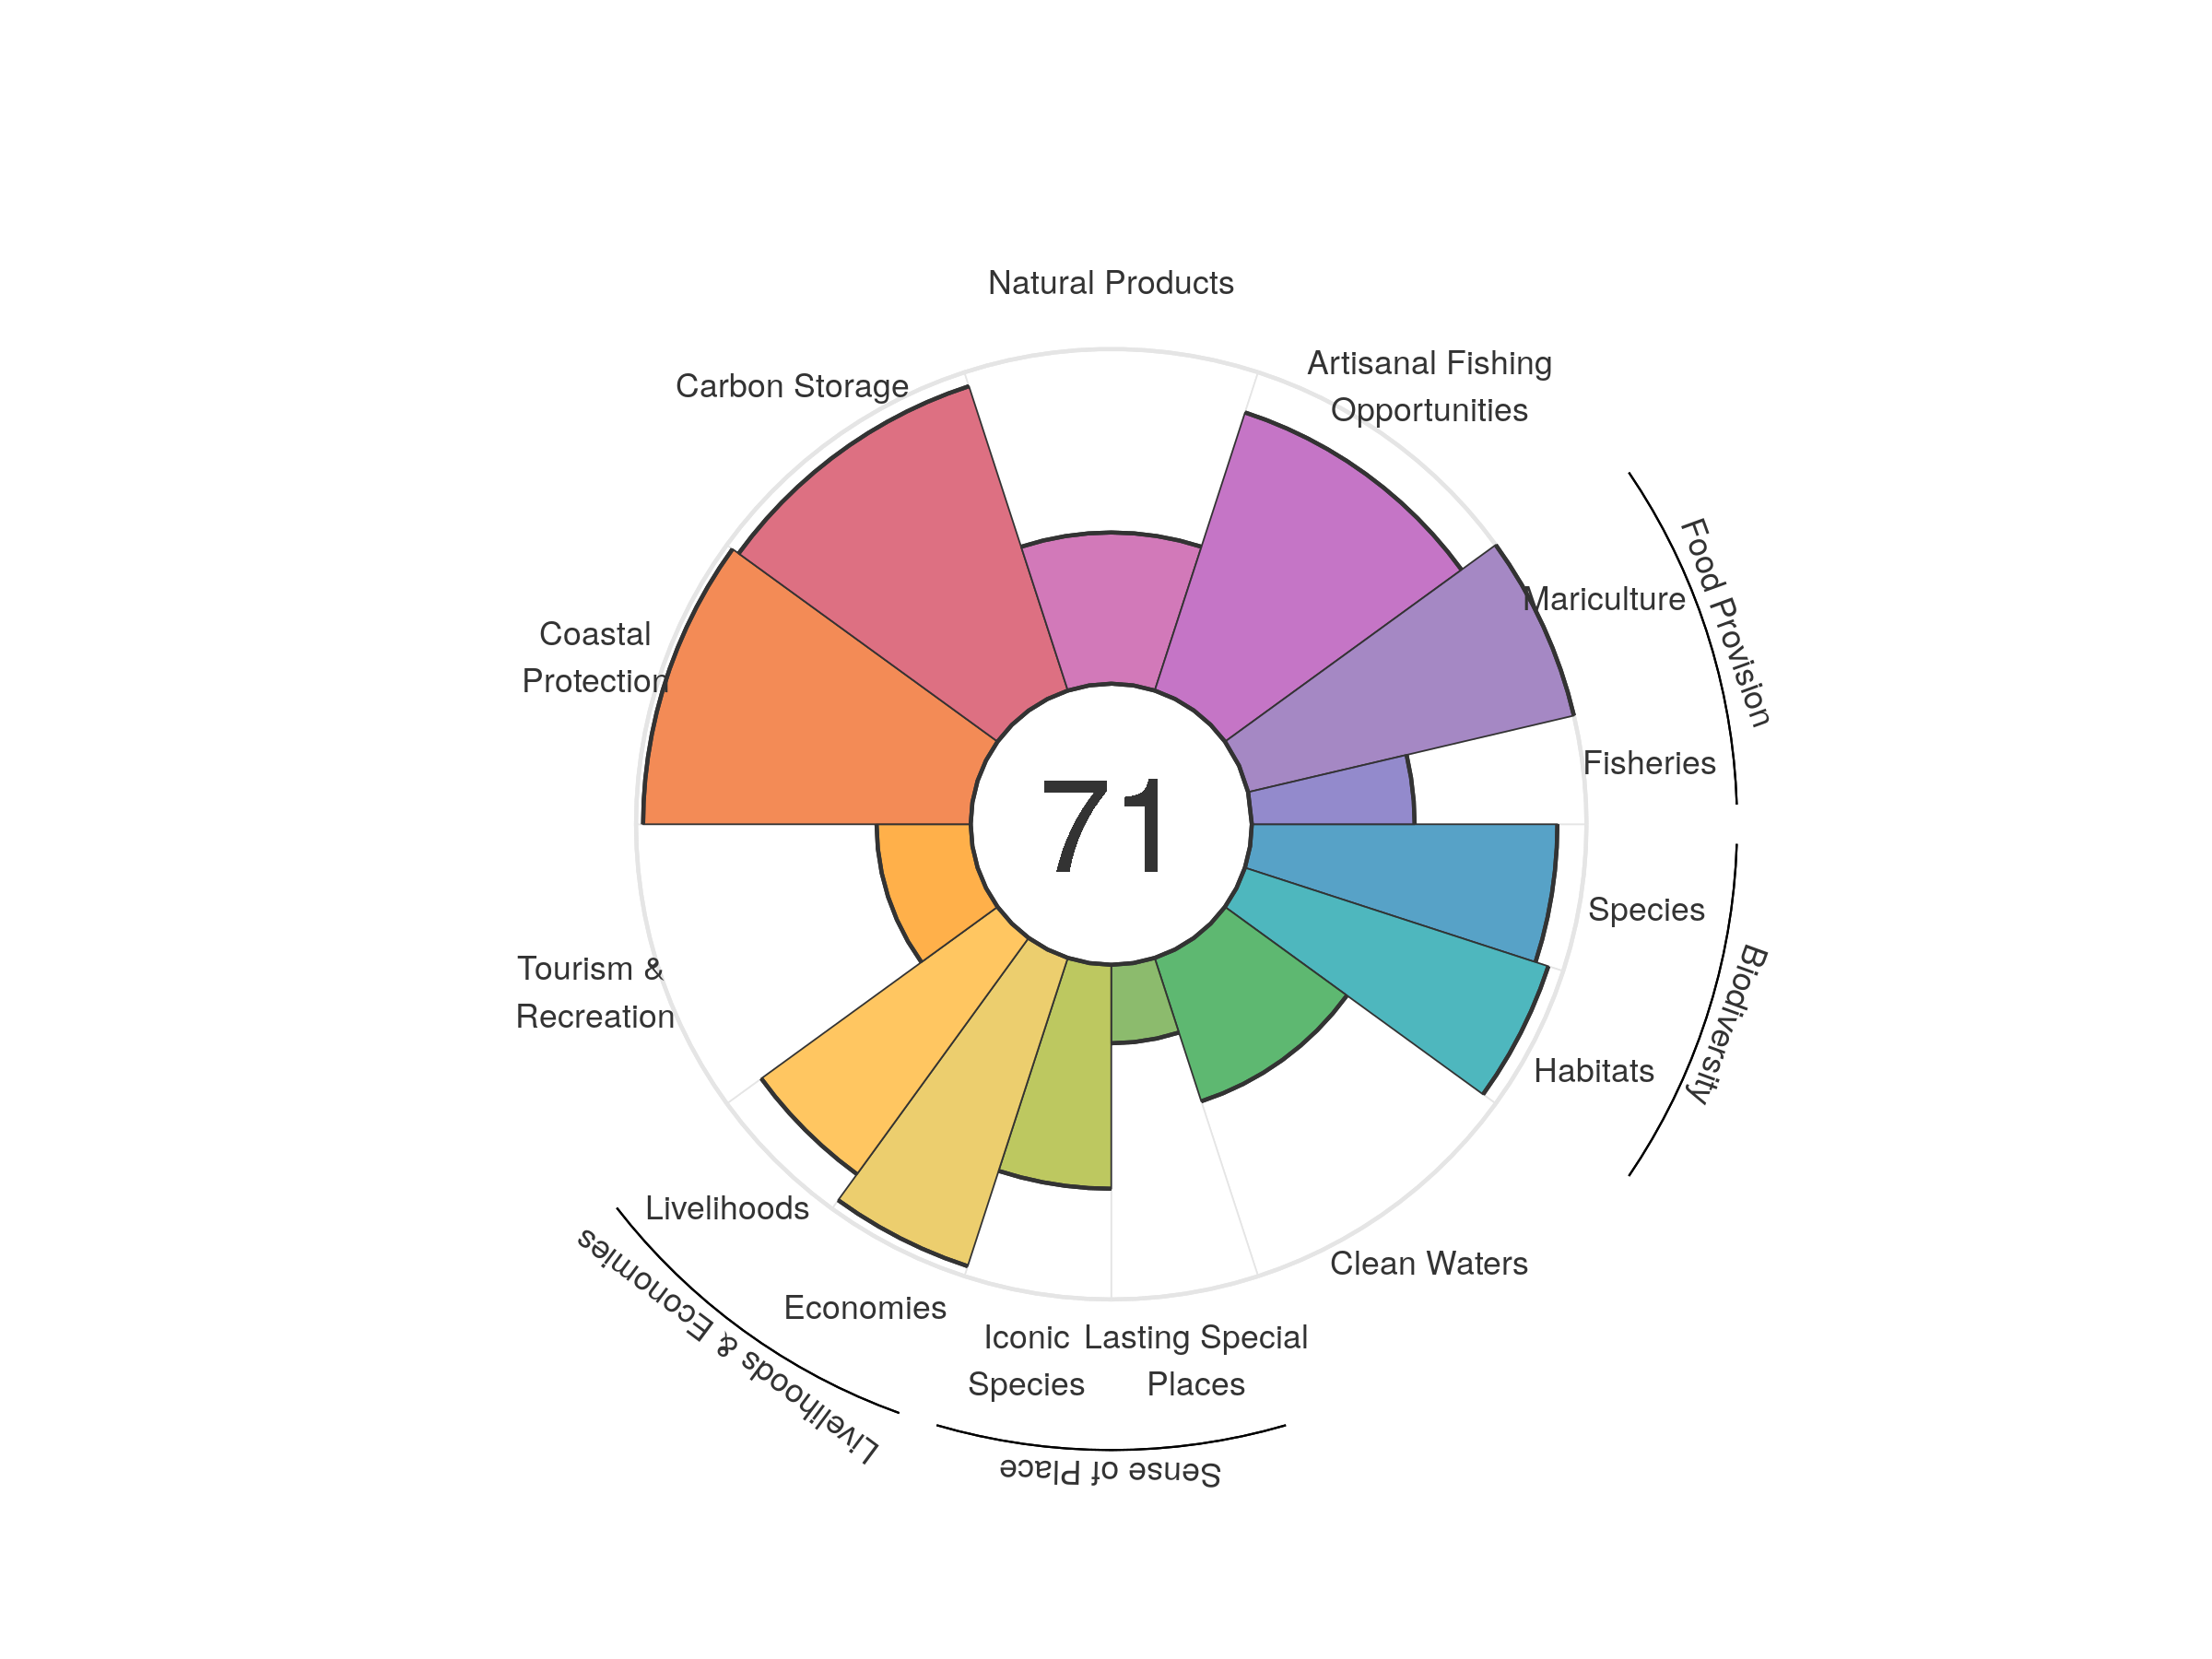 Natural Products
Artisanal Fishing
Opportunities
Carbon Storage
Food Provision
Mariculture
Coastal
Protection
Fisheries
71
Species
Biodiversity
Tourism &
Recreation
Habitats
Livelihoods
Clean Waters
Economies
Livelihoods & Economies
Iconic
Species
Lasting Special
Places
Sense of Place